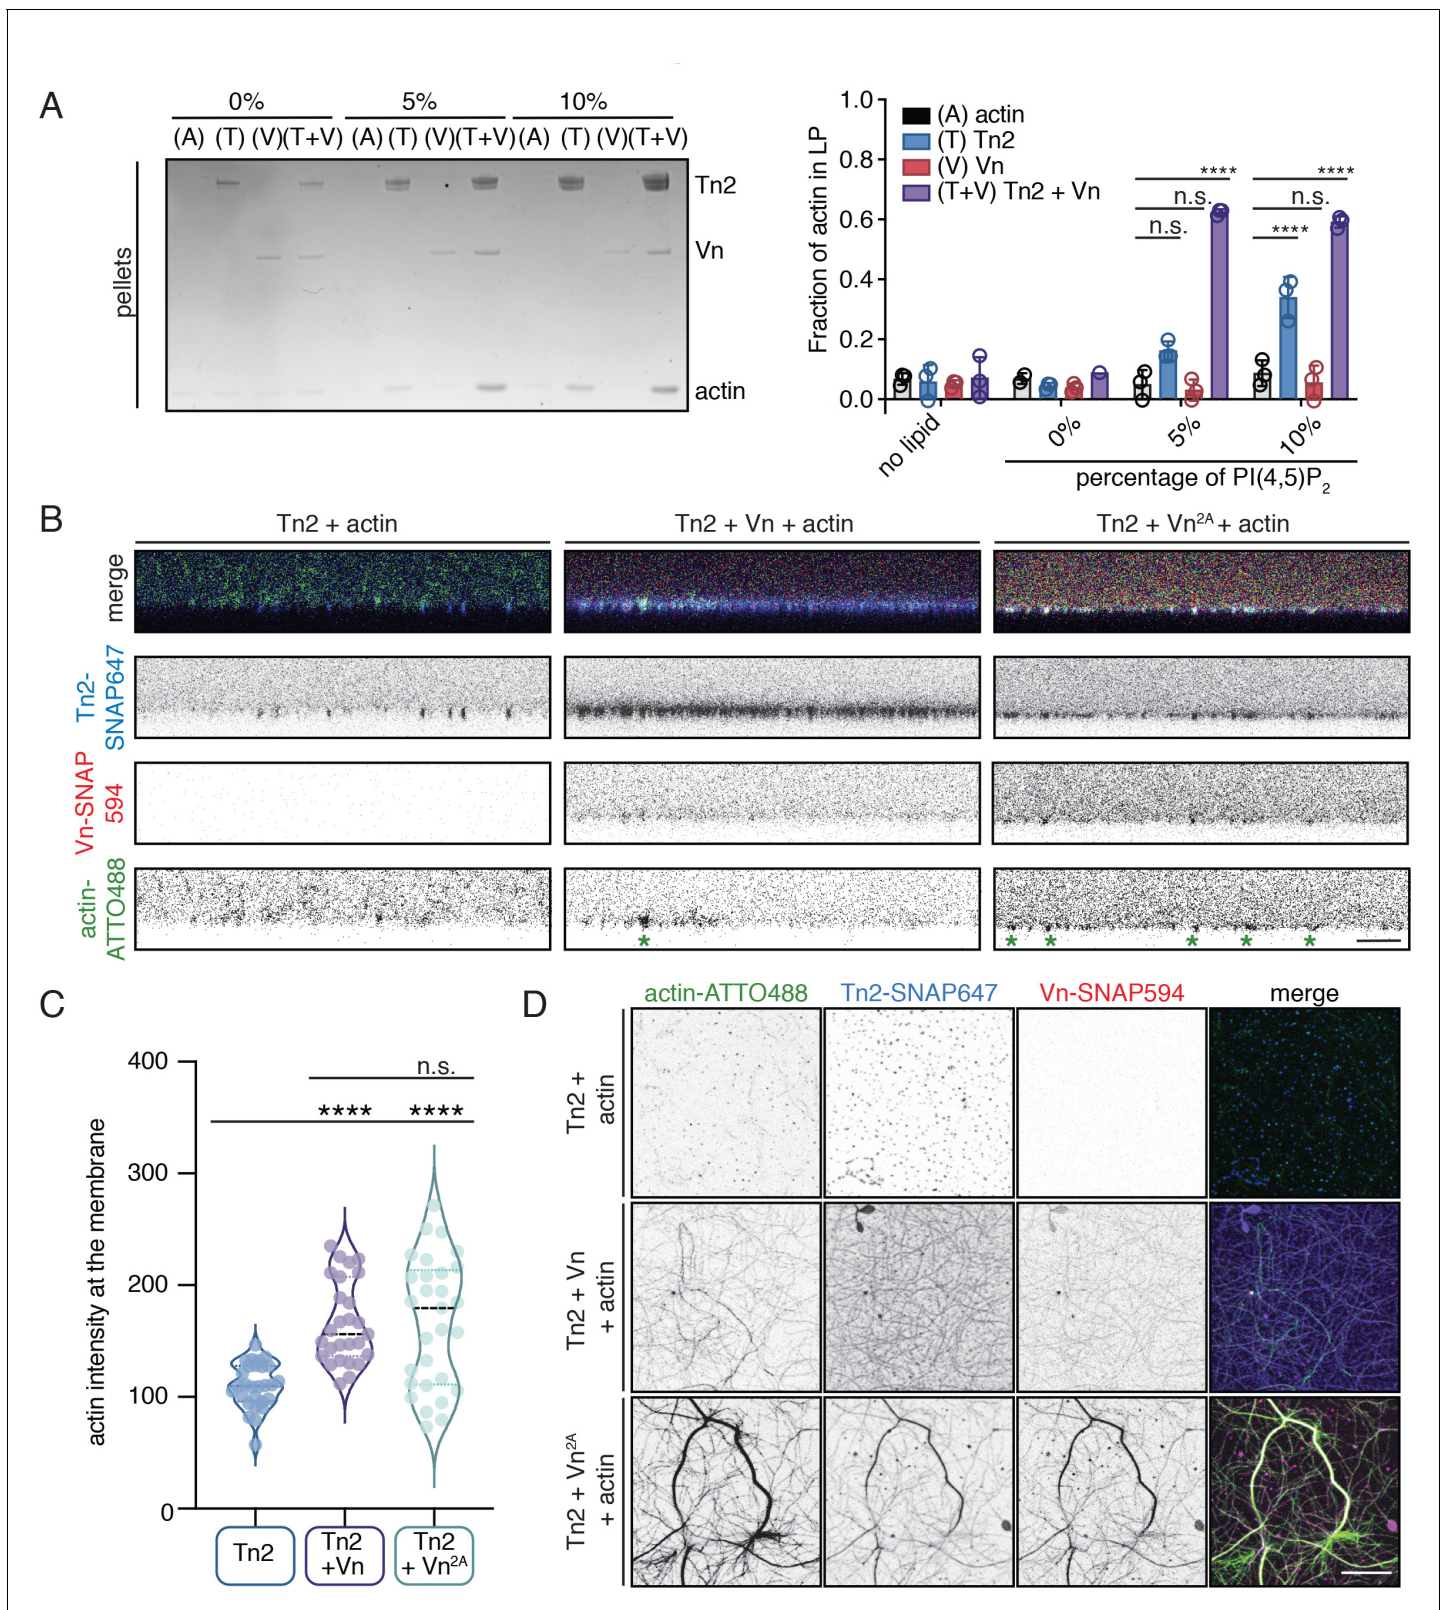 A
0% 5% 10%
(A) (T) (V)(T+V) (A) (T) (V)(T+V) (A) (T) (V)(T+V)
pellets
Tn2
Vn
actin
Fraction of actin in LP
1.0
0.8
0.6
0.4
0.2
0.0
(A) actin
(T) Tn2
(V) Vn
(T+V) Tn2 + Vn
**** ****
n.s. n.s.
n.s. ****
no lipid 0% 5% 10%
percentage of PI(4,5)P2
B
Tn2 + actin Tn2 + Vn + actin Tn2 + Vn2A + actin
merge
Tn2-
SNAP647
Vn-SNAP
594
actin-
ATTO488
* * * * * *
C
actin intensity at the membrane
400
300
200
100
0
n.s.
**** ****
Tn2
Tn2
+Vn
Tn2
+ Vn2A
D
actin-ATTO488 Tn2-SNAP647 Vn-SNAP594 merge
Tn2 +
actin
Tn2 + Vn
+ actin
Tn2 + Vn2A
+ actin